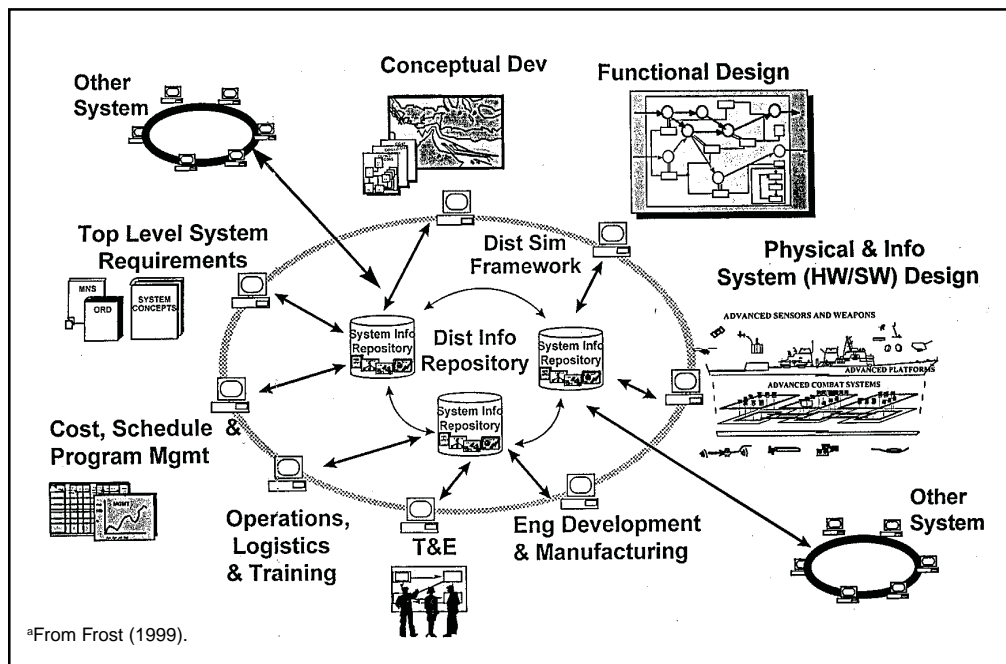 Other
System
Conceptual Dev
Functional Design
Top Level System
Requirements
MNS
ORD
SYSTEM
CONCEPTS
Dist Sim
Framework
Physical & Info
System (HW/SW) Design
ADVANCED SENSORS AND WEAPONS
ADVANCED PLATFORMS
ADVANCED COMBAT SYSTEMS
System Info
Repository
Dist Info
Repository
System Info
Repository
System Info
Repository
Cost, Schedule &
Program Mgmt
MGMT
Operations,
Logistics
& Training
T&E
Eng Development
& Manufacturing
Other
System
aFrom Frost (1999).